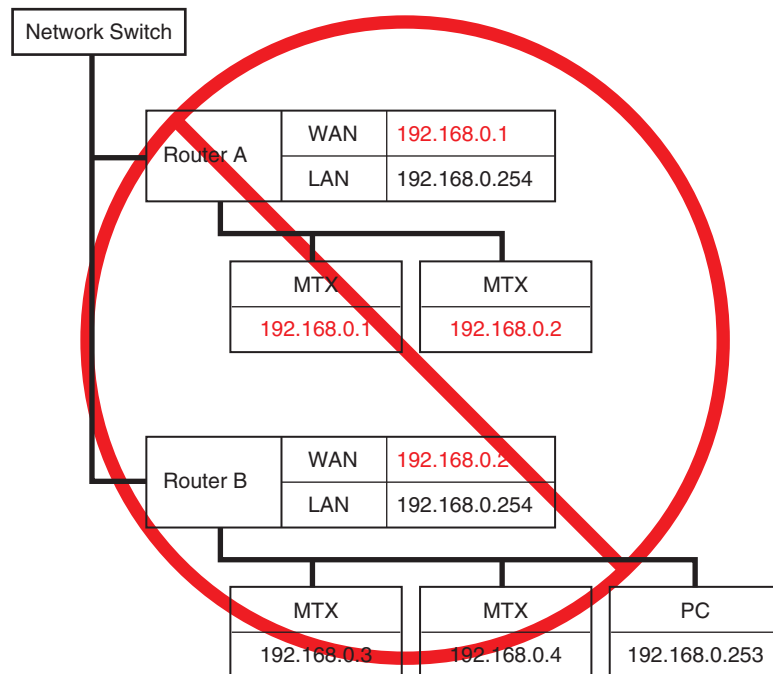 Network Switch
Router A
WAN 192.168.0.1
LAN 192.168.0.254
MTX MTX
192.168.0.1 192.168.0.2
Router B
WAN 192.168.0.2
LAN 192.168.0.254
MTX MTX PC
192.168.0.3 192.168.0.4 192.168.0.253